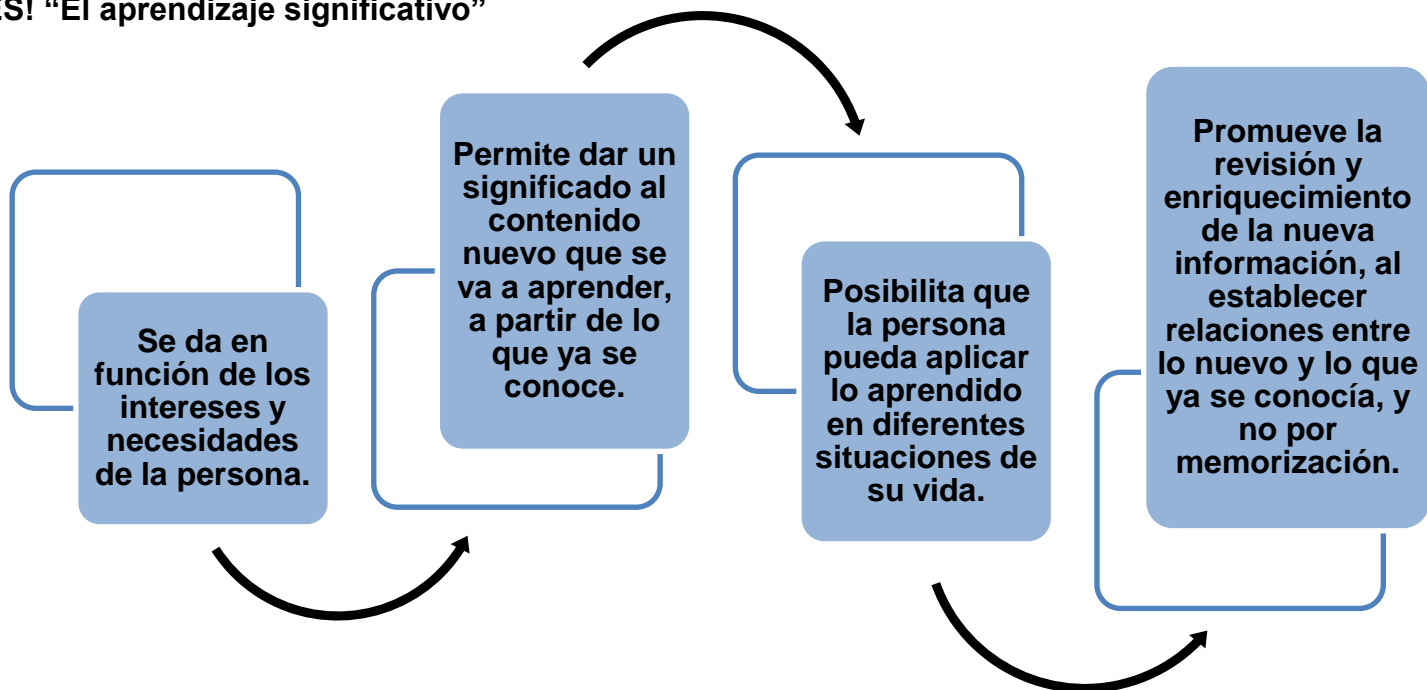 ES! “El aprendizaje significativo”
Se da en
función de los
intereses y
necesidades
de la persona.
Permite dar un
significado al
contenido
nuevo que se
va a aprender,
a partir de lo
que ya se
conoce.
Posibilita que
la persona
pueda aplicar
lo aprendido
en diferentes
situaciones de
su vida.
Promueve la
revisión y
enriquecimiento
de la nueva
información, al
establecer
relaciones entre
lo nuevo y lo que
ya se conocía, y
no por
memorización.